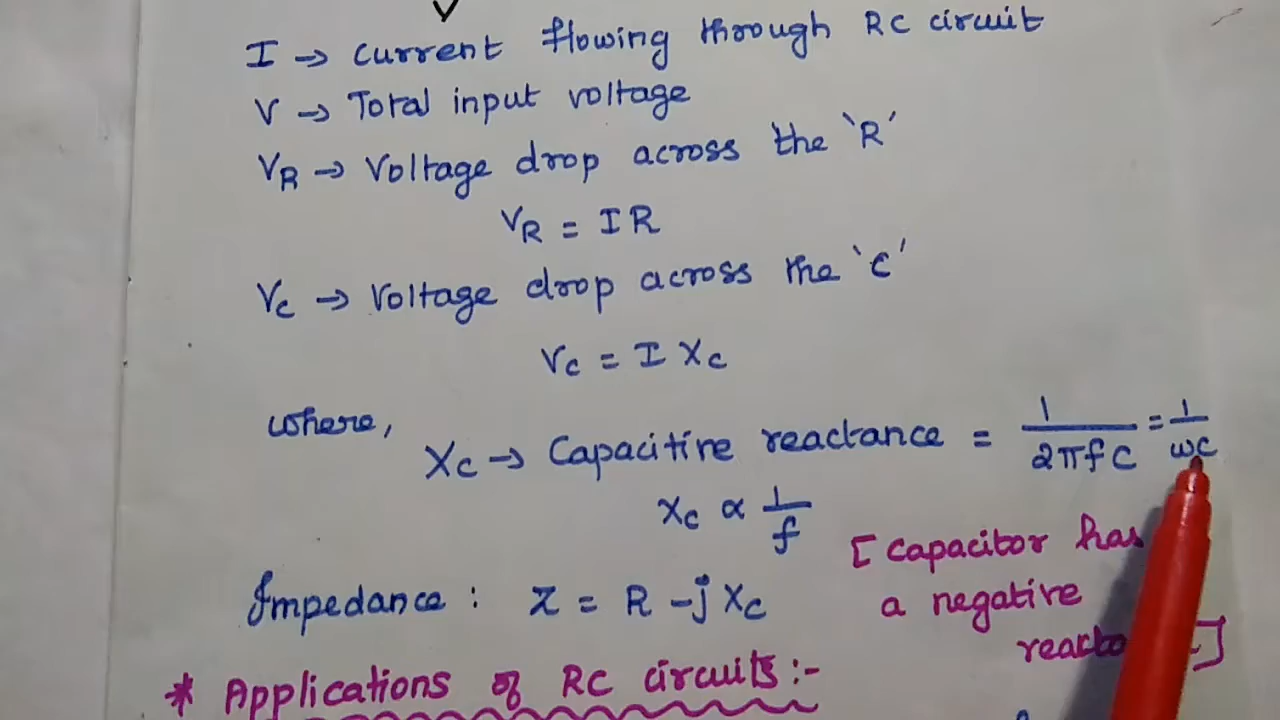 I → Current flowing through RC circuit
V → Total input voltage
VR → Voltage drop across the 'R'
VR = IR
VC → Voltage drop across the 'C'
VC = I XC
where,
XC → Capacitive reactance = 1/2πfC = 1/ωC
XC ∝ 1/f
[Capacitor has
Impedance : Z = R - j XC
a negative
]
* Applications of RC circuits:-